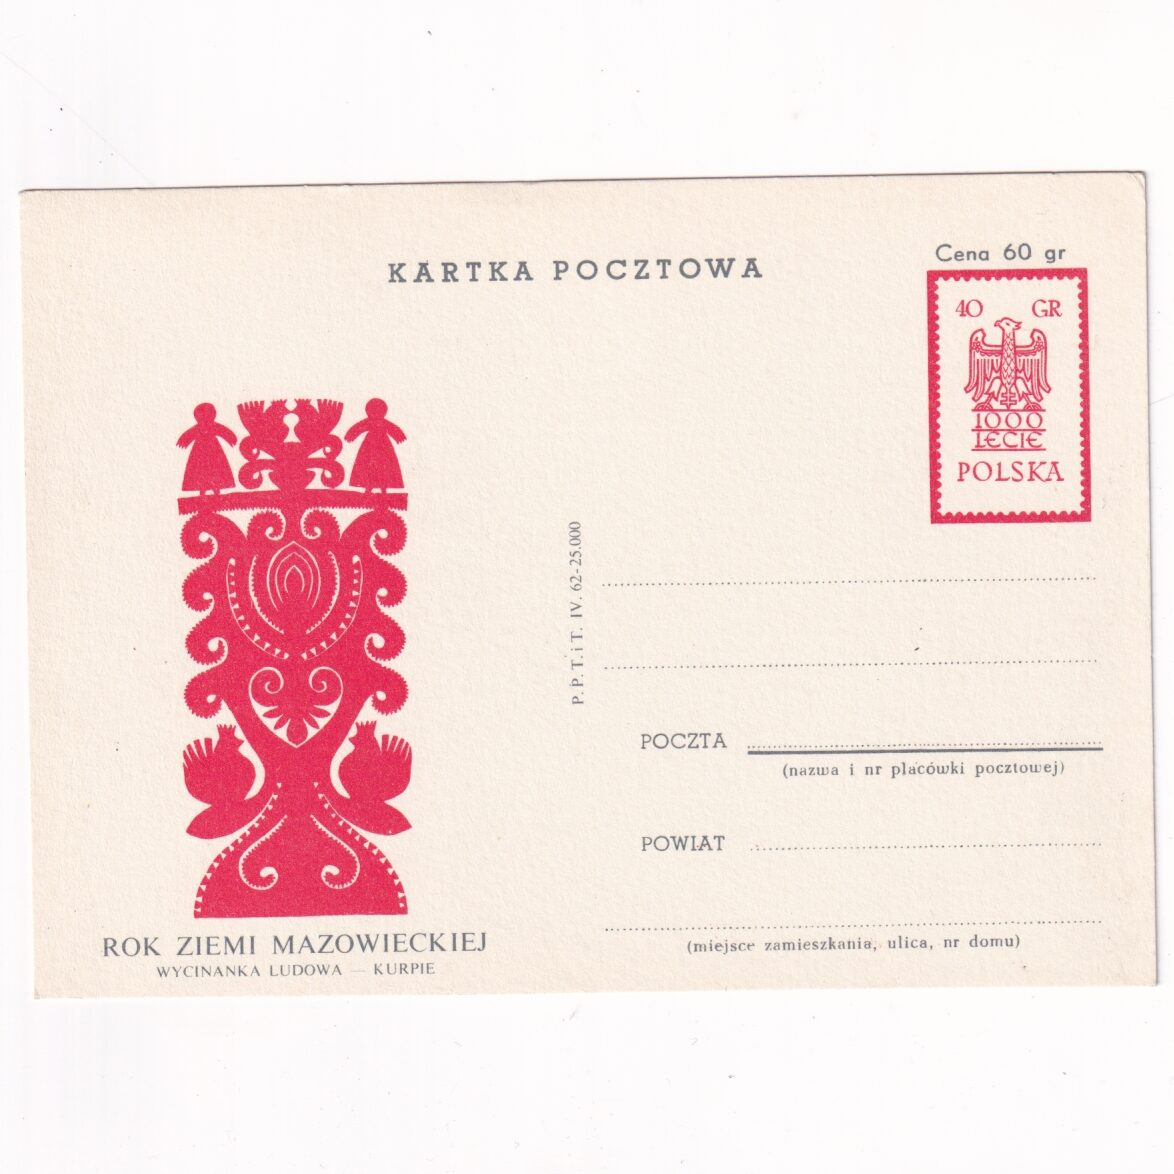 KARTKA POCZTOWA
Cena 60 gr
40 GR
1000
LECIE
POLSKA
P. P. T. i T. IV. 62-25.000
POCZTA
(nazwa i nr placówki pocztowej)
POWIAT
(miejsce zamieszkania, ulica, nr domu)
ROK ZIEMI MAZOWIECKIEJ
WYCINANKA LUDOWA — KURPIE